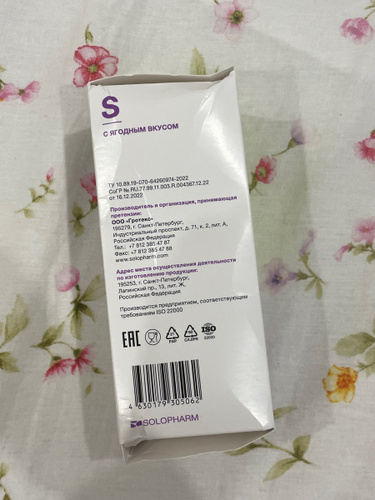 S
С ЯГОДНЫМ ВКУСОМ
ТУ 10.89.19-070-64260974-2022
СоГР № RU.77.99.11.003.R.004367.12.22
от 16.12.2022
Производитель и организация, принимающая
претензии:
ООО «Гротекс»
195279, г. Санкт-Петербург,
Индустриальный проспект, д. 71, к. 2, лит. А,
Российская Федерация
Тел.: +7 812 385 47 87
Факс: +7 812 385 47 88
www.solopharm.com
Адрес места осуществления деятельности
по изготовлению продукции:
195253, г. Санкт-Петербург,
Лапинский пр., 13, лит. Ж,
Российская Федерация.
Производится предприятием, соответствующим
требованиям ISO 22000
EAC
PAP
C/LDPE
ISO
22000
4 630179 305062
SOLOPHARM